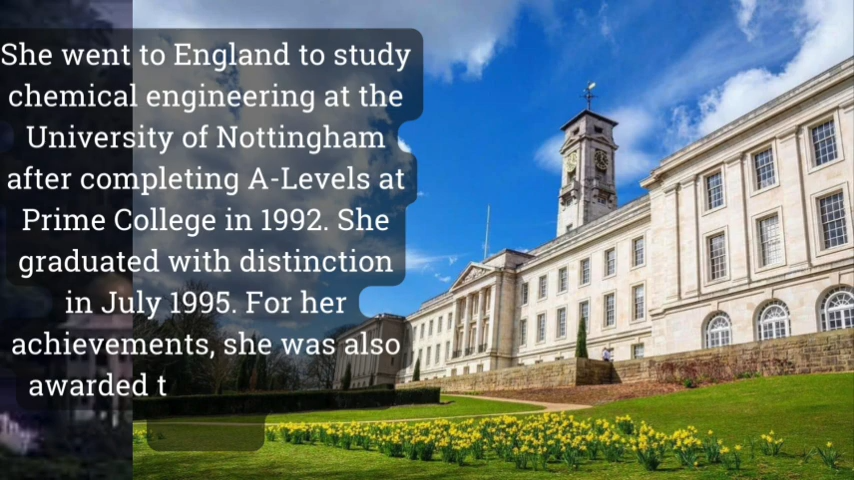 She went to England to study
chemical engineering at the
University of Nottingham
after completing A-Levels at
Prime College in 1992. She
graduated with distinction
in July 1995. For her
achievements, she was also
awarded t